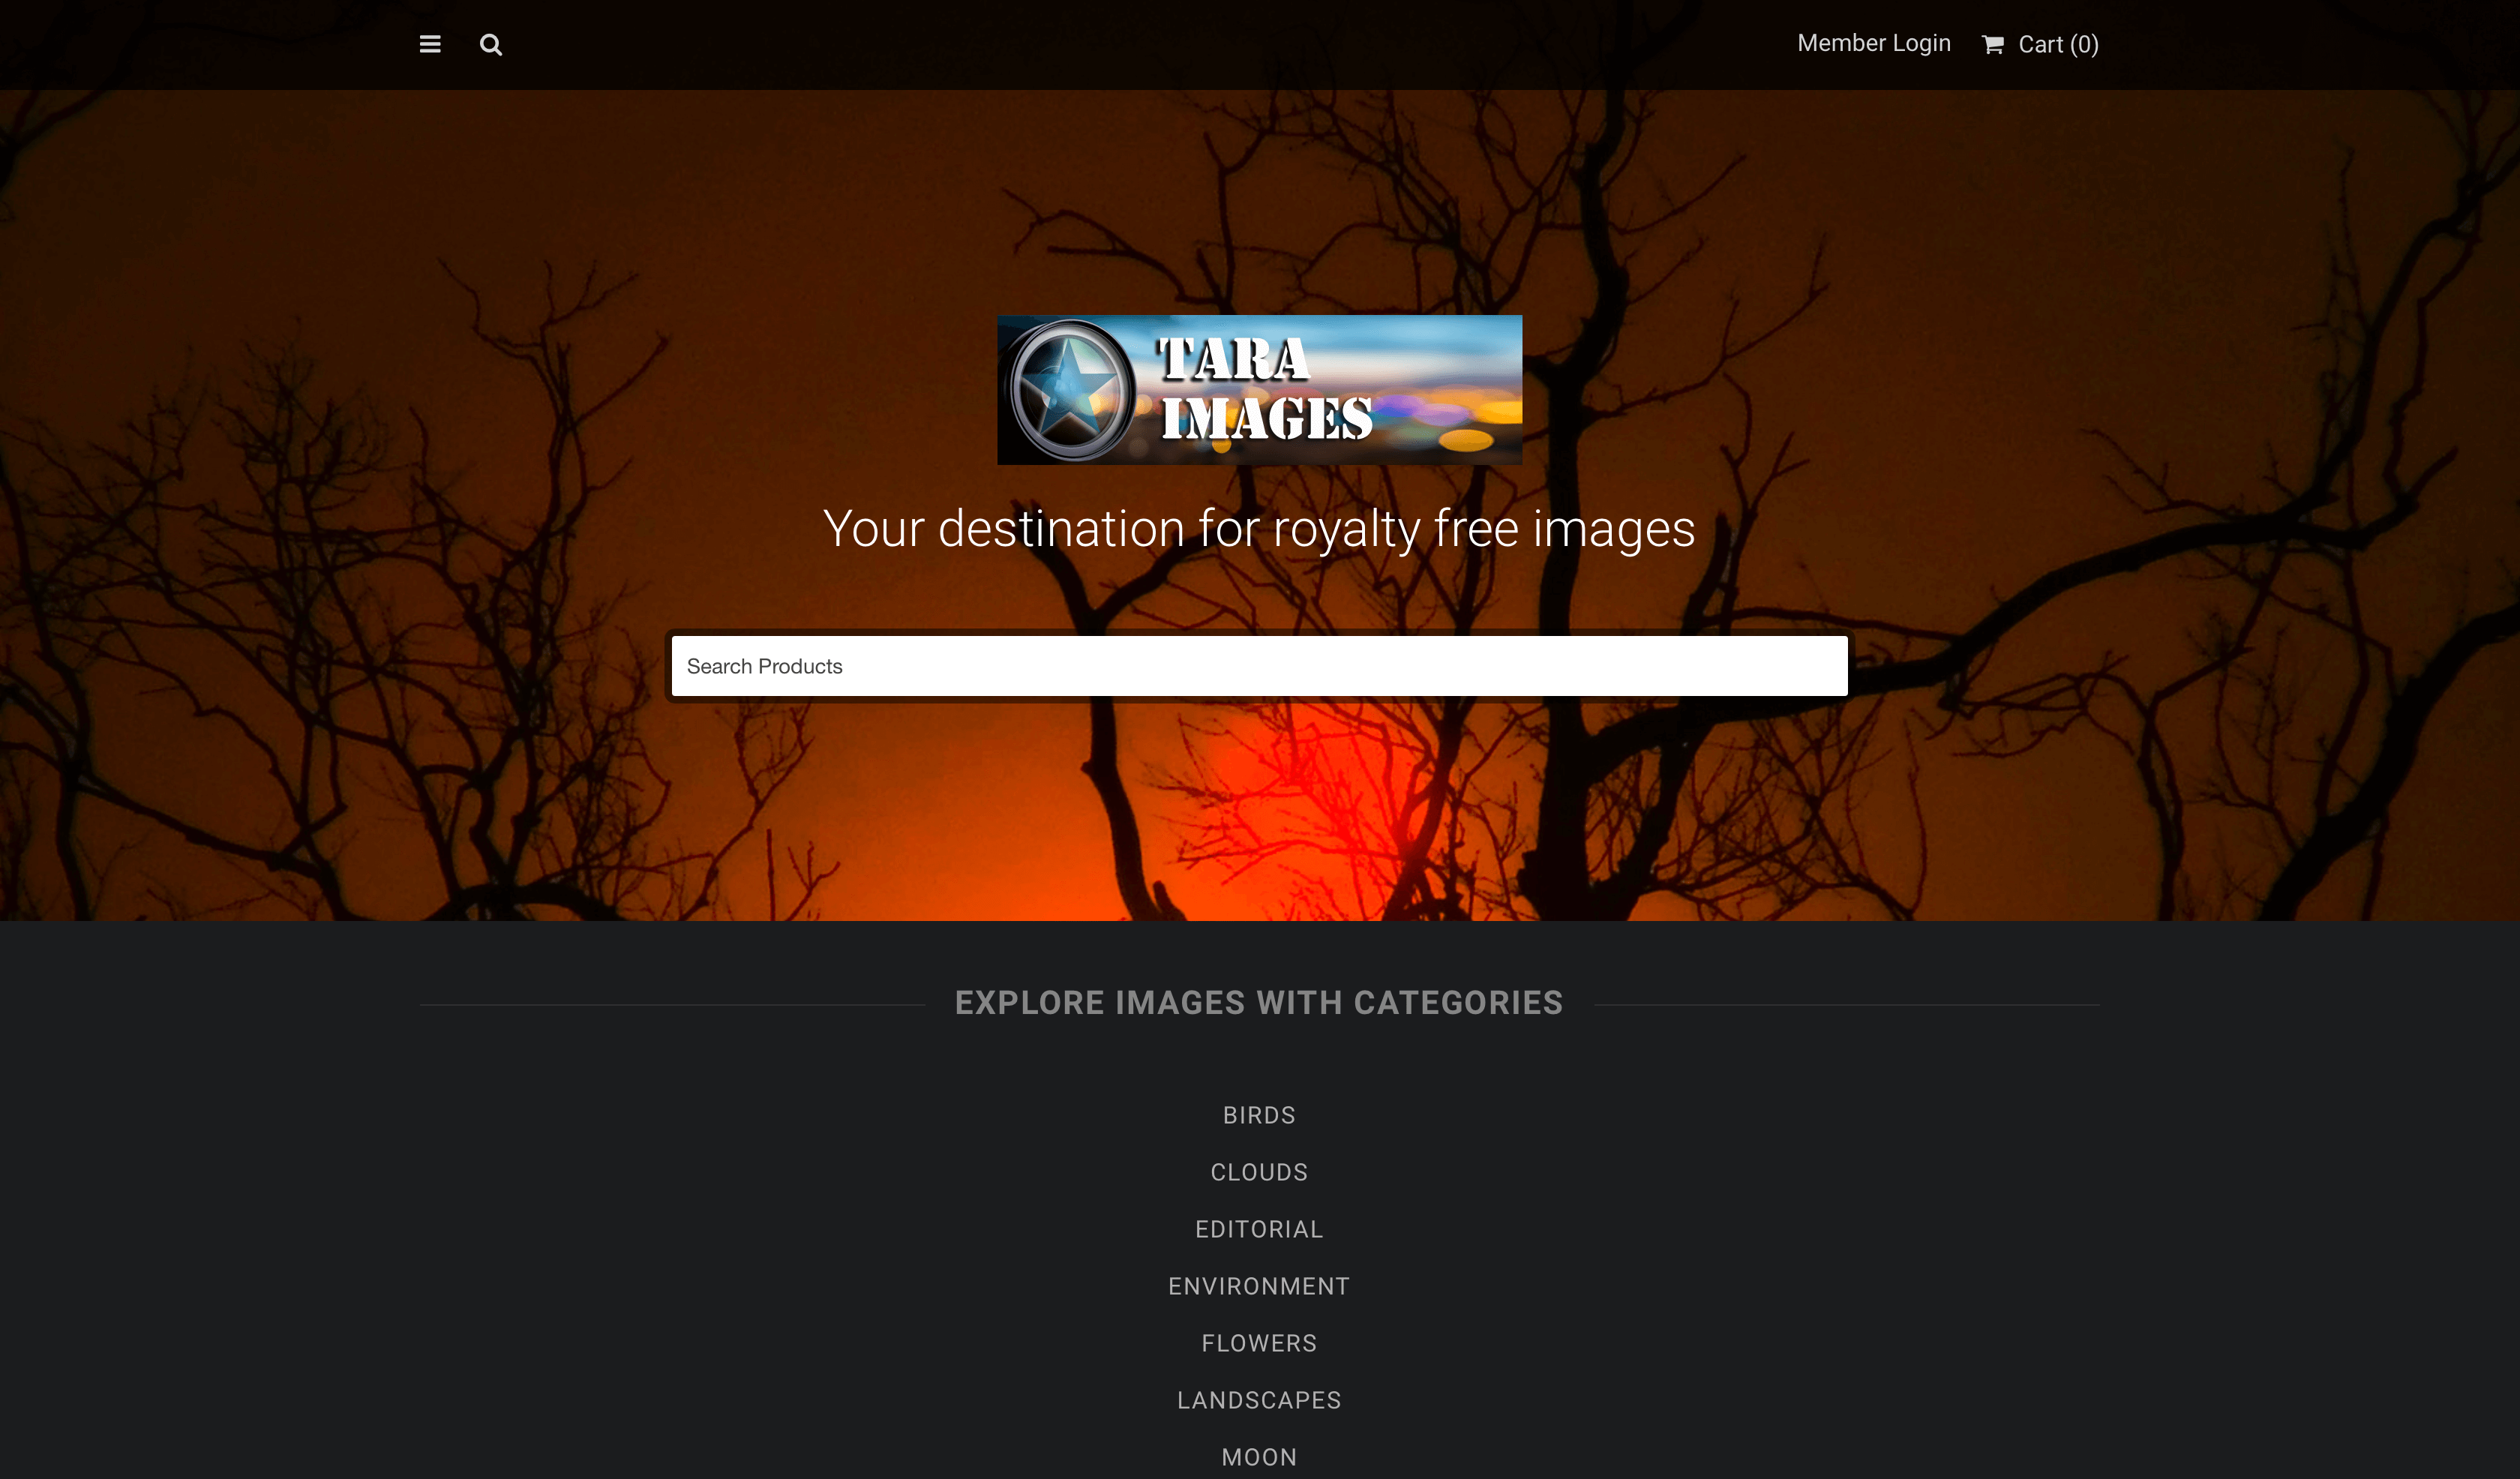 Member Login
Cart (0)
TARA
IMAGES
Your destination for royalty free images
Search Products
EXPLORE IMAGES WITH CATEGORIES
BIRDS
CLOUDS
EDITORIAL
ENVIRONMENT
FLOWERS
LANDSCAPES
MOON